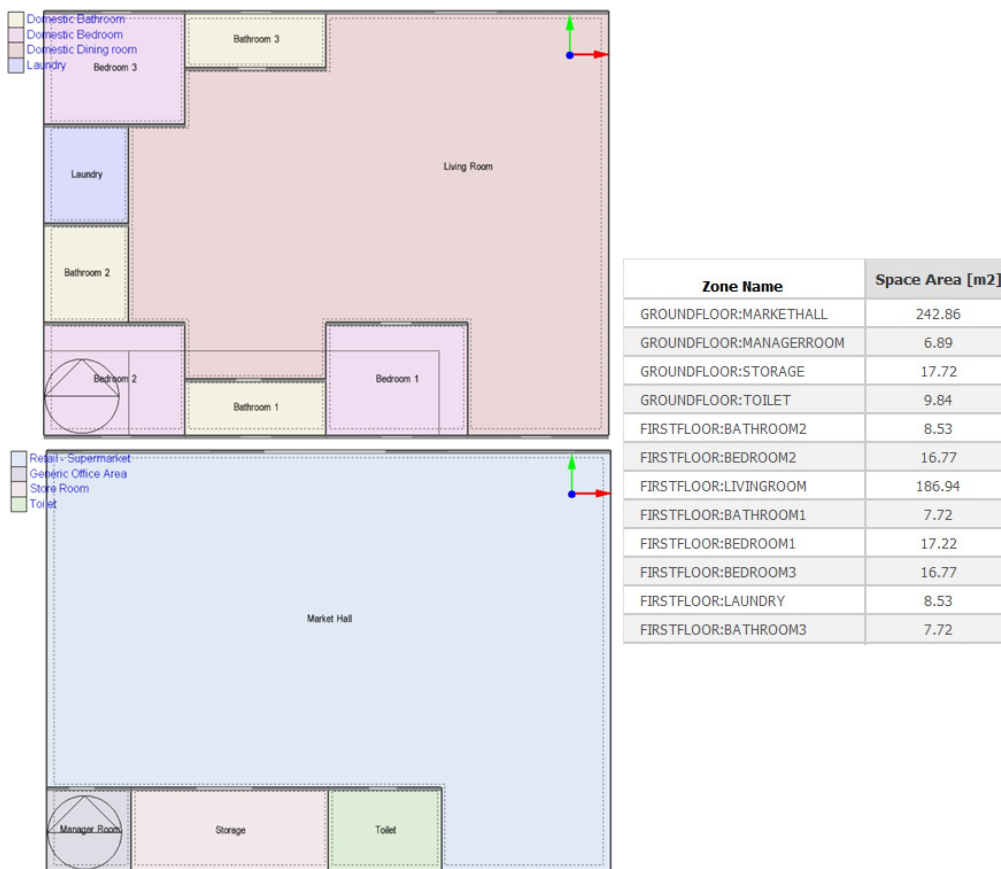 Domestic Bathroom
Domestic Bedroom
Domestic Dining room
Laundry
Bathroom 3
Bedroom 3
Living Room
Laundry
Bathroom 2
Bedroom 2
Bedroom 1
Bathroom 1
Retail - Supermarket
Generic Office Area
Store Room
Toilet
Market Hall
Manager Room
Storage
Toilet
Zone Name Space Area [m2]
GROUNDFLOOR:MARKETHALL 242.86
GROUNDFLOOR:MANAGERROOM 6.89
GROUNDFLOOR:STORAGE 17.72
GROUNDFLOOR:TOILET 9.84
FIRSTFLOOR:BATHROOM2 8.53
FIRSTFLOOR:BEDROOM2 16.77
FIRSTFLOOR:LIVINGROOM 186.94
FIRSTFLOOR:BATHROOM1 7.72
FIRSTFLOOR:BEDROOM1 17.22
FIRSTFLOOR:BEDROOM3 16.77
FIRSTFLOOR:LAUNDRY 8.53
FIRSTFLOOR:BATHROOM3 7.72